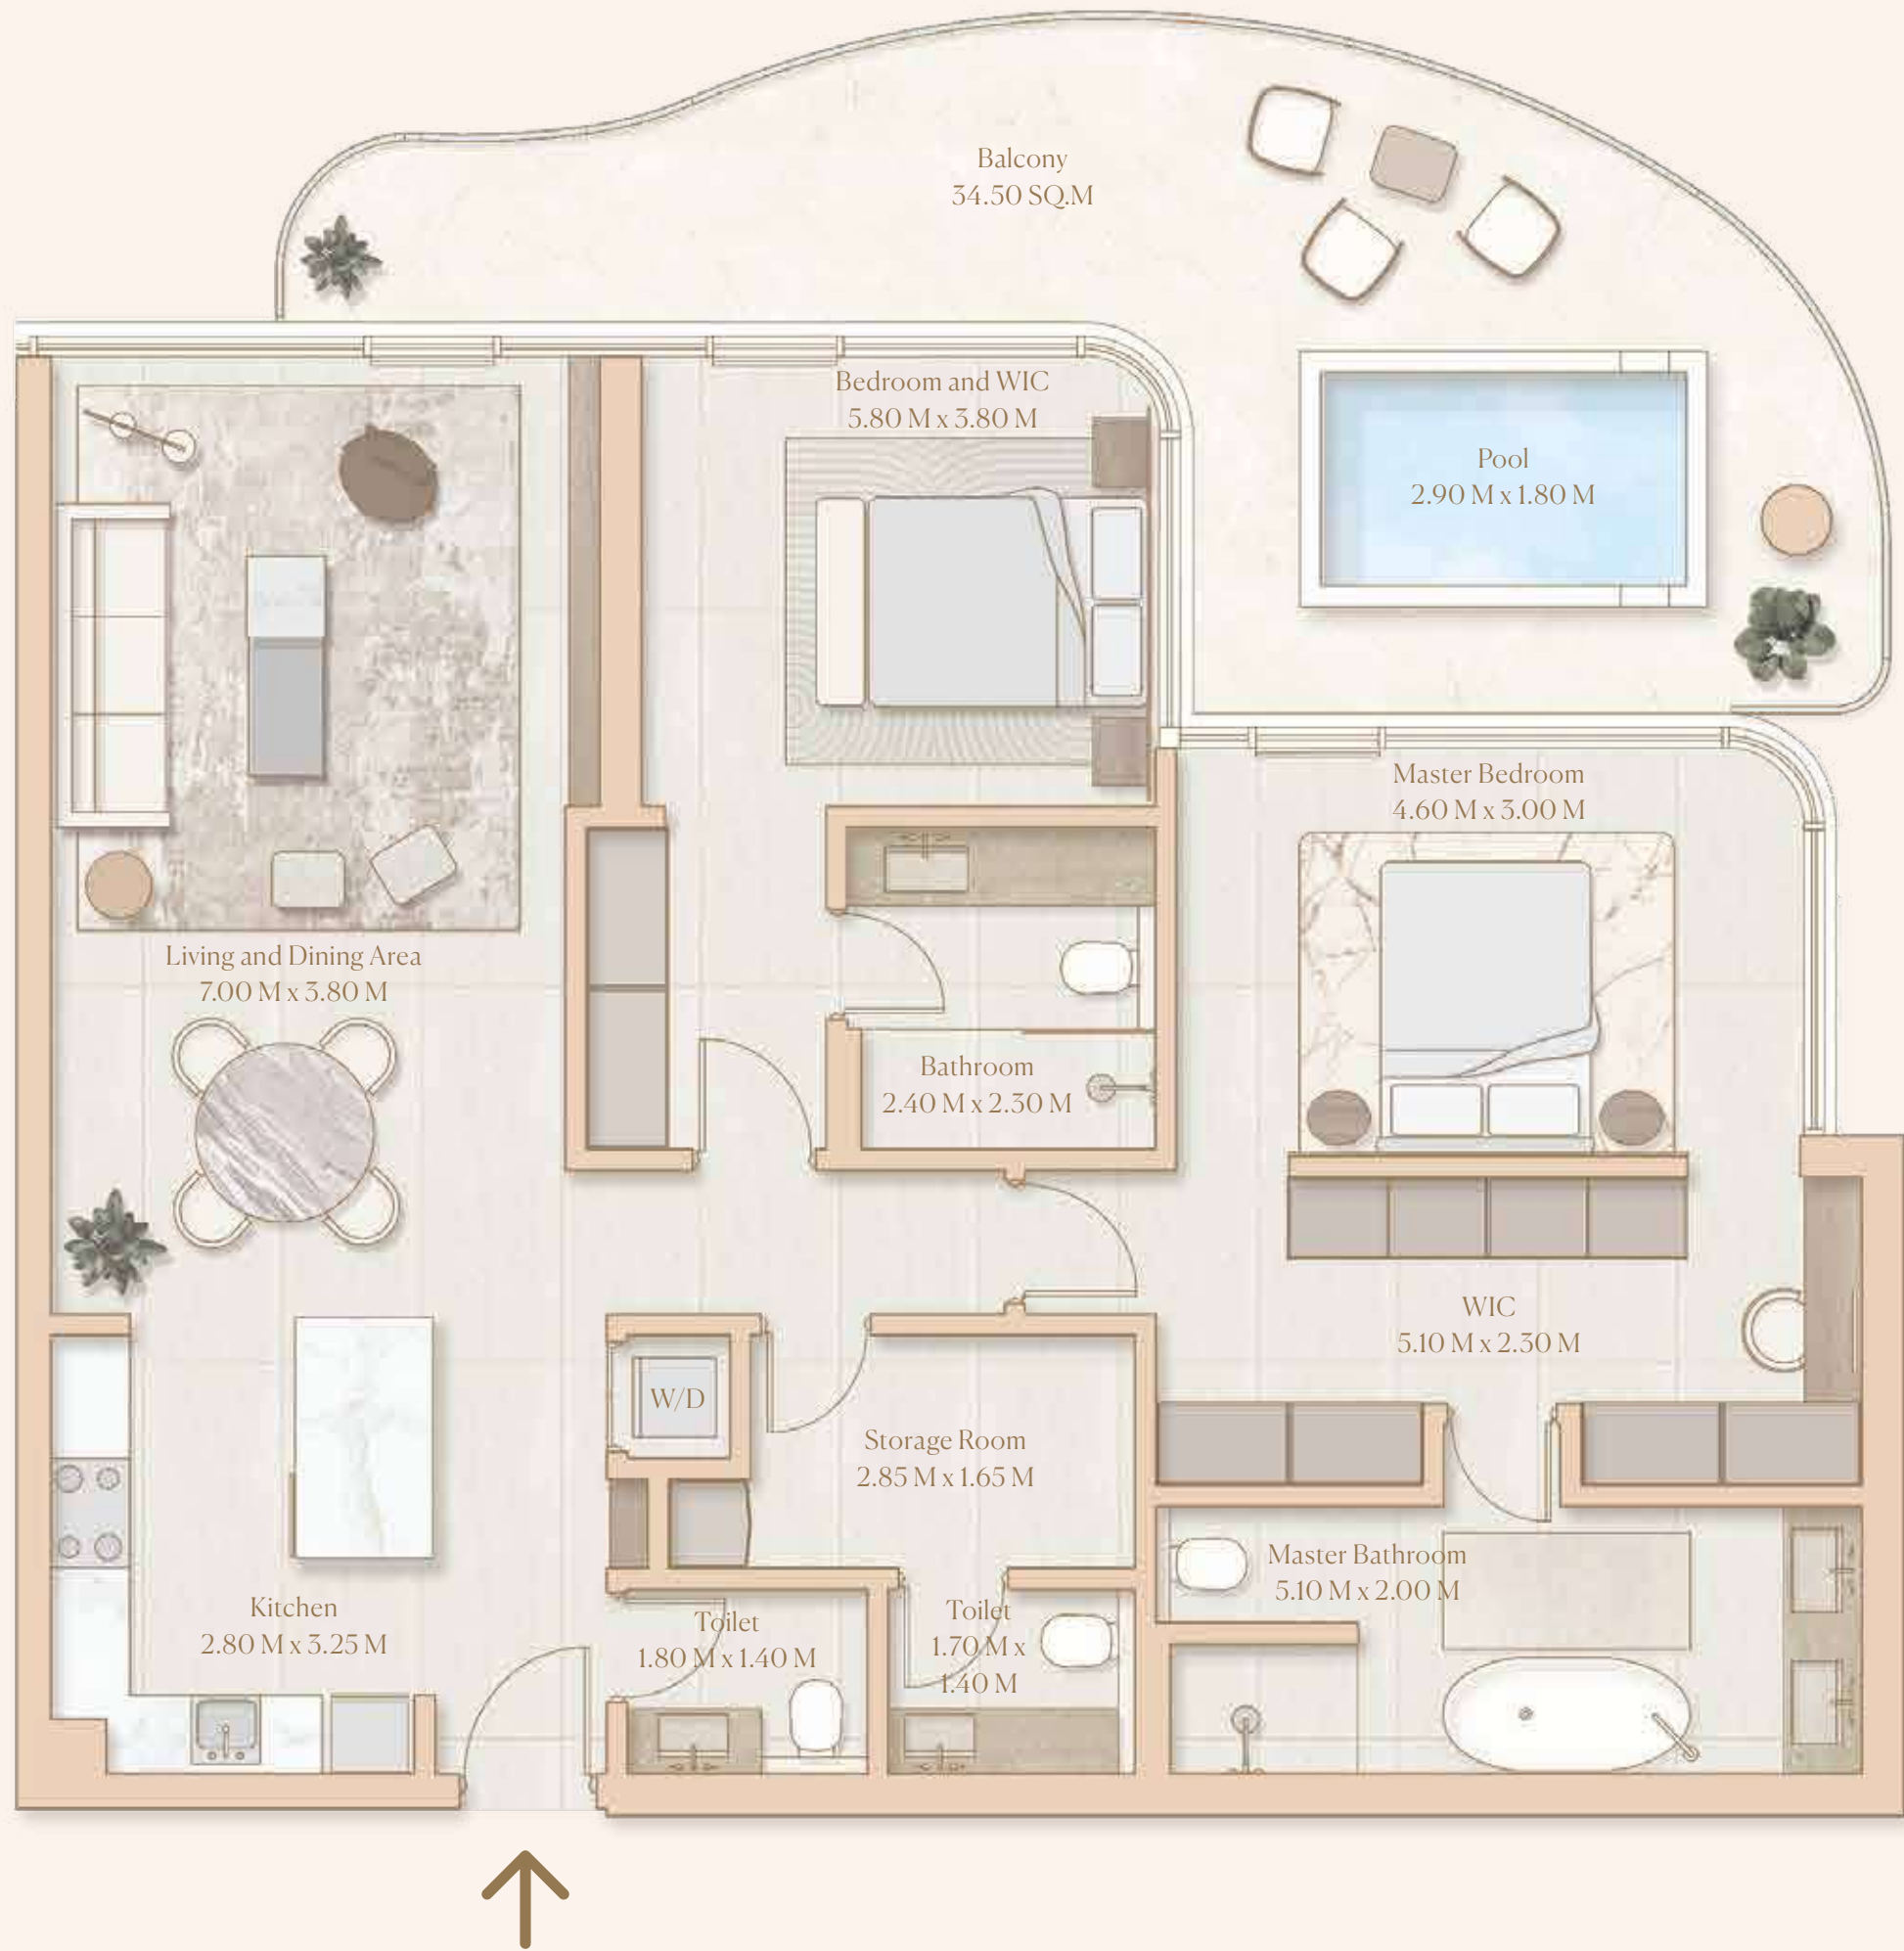 Balcony
34.50 SQ.M
Bedroom and WIC
5.80 M x 3.80 M
Pool
2.90 M x 1.80 M
Master Bedroom
4.60 M x 3.00 M
Living and Dining Area
7.00 M x 3.80 M
Bathroom
2.40 M x 2.30 M
WIC
5.10 M x 2.30 M
W/D
Storage Room
2.85 M x 1.65 M
Master Bathroom
5.10 M x 2.00 M
Kitchen
2.80 M x 3.25 M
Toilet
1.80 M x 1.40 M
Toilet
1.70 M x
1.40 M